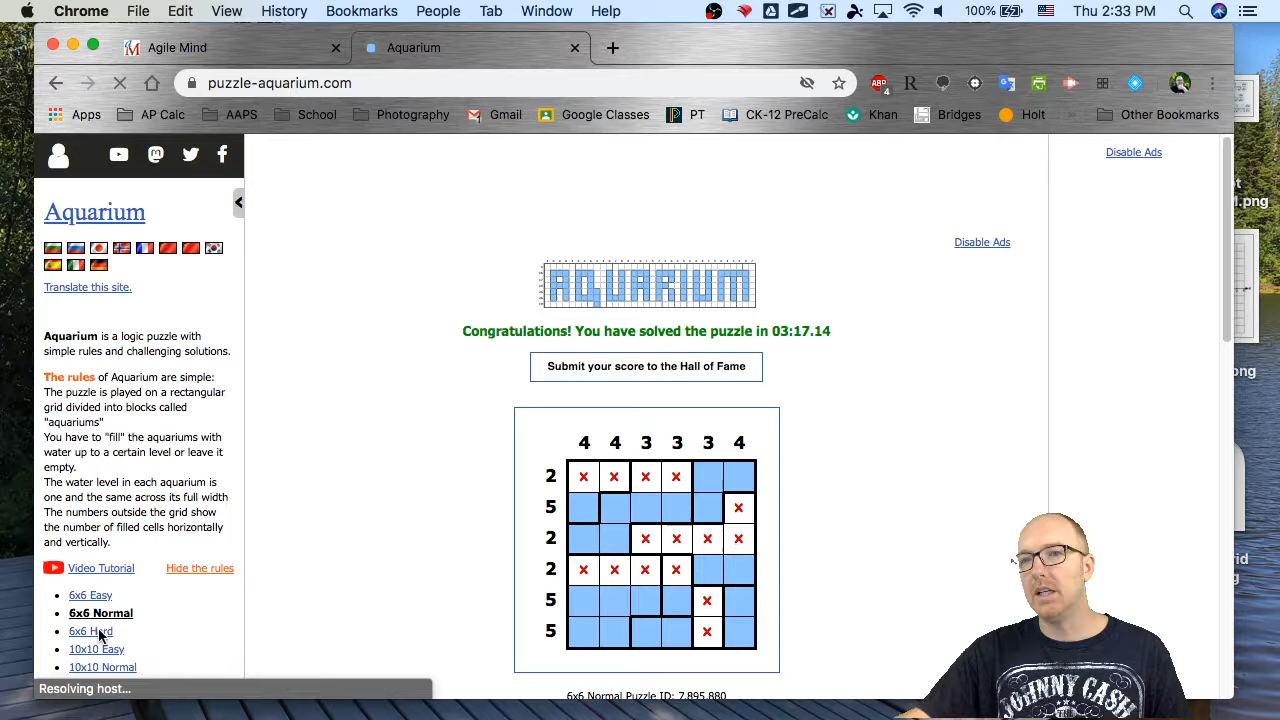 Chrome File Edit View History Bookmarks People Tab Window Help 100% Thu 2:33 PM
Agile Mind Aquarium
puzzle-aquarium.com ABP 4 R
Apps AP Calc AAPS School Photography Gmail Google Classes PT CK-12 PreCalc Khan Bridges Holt Other Bookmarks
Disable Ads
Aquarium
Disable Ads
Translate this site.
AQUARIUM
Congratulations! You have solved the puzzle in 03:17.14
Submit your score to the Hall of Fame
Aquarium is a logic puzzle with
simple rules and challenging solutions.
The rules of Aquarium are simple:
The puzzle is played on a rectangular
grid divided into blocks called
"aquariums"
You have to "fill" the aquariums with
water up to a certain level or leave it
empty.
The water level in each aquarium is
one and the same across its full width
The numbers outside the grid show
the number of filled cells horizontally
and vertically.
Video Tutorial Hide the rules
6x6 Easy
6x6 Normal
6x6 Hard
10x10 Easy
10x10 Normal
Resolving host...
4 4 3 3 3 4
2
5
2
2
5
5
6x6 Normal Puzzle ID: 7,895,880
JOHNNY CASH